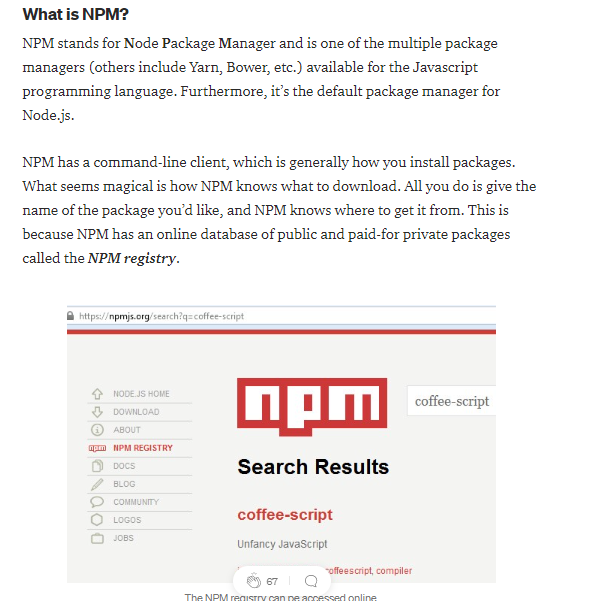 What is NPM?
NPM stands for Node Package Manager and is one of the multiple package
managers (others include Yarn, Bower, etc.) available for the Javascript
programming language. Furthermore, it’s the default package manager for
Node.js.
NPM has a command-line client, which is generally how you install packages.
What seems magical is how NPM knows what to download. All you do is give the
name of the package you’d like, and NPM knows where to get it from. This is
because NPM has an online database of public and paid-for private packages
called the NPM registry.
https://npmjs.org/search?q=coffee-script
npm
coffee-script
NODE.JS HOME
DOWNLOAD
ABOUT
npm NPM REGISTRY
DOCS
BLOG
COMMUNITY
LOGOS
JOBS
Search Results
coffee-script
Unfancy JavaScript
coffeescript, compiler
67
The NPM registry can be accessed online